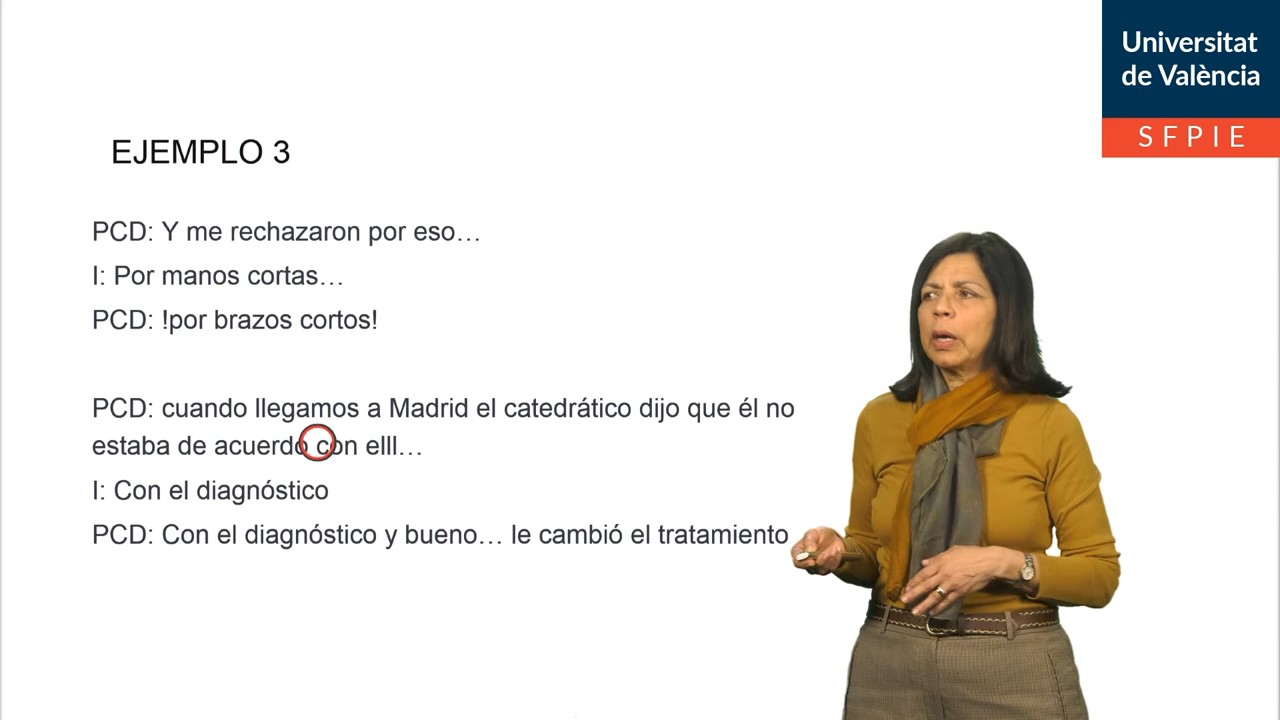 Universitat
de València
SFPIE
EJEMPLO 3
PCD: Y me rechazaron por eso…
I: Por manos cortas…
PCD: !por brazos cortos!
PCD: cuando llegamos a Madrid el catedrático dijo que él no
estaba de acuerdo con elll…
I: Con el diagnóstico
PCD: Con el diagnóstico y bueno… le cambió el tratamiento